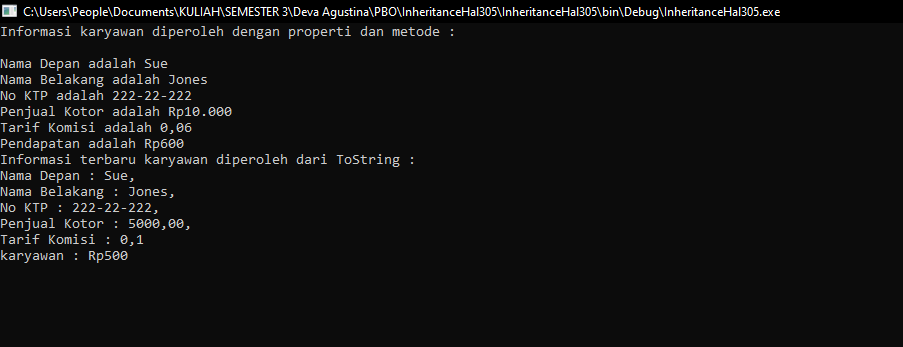 C:\Users\People\Documents\KULIAH\SEMESTER 3\Deva Agustina\PBO\InheritanceHal305\InheritanceHal305\bin\Debug\InheritanceHal305.exe
Informasi karyawan diperoleh dengan properti dan metode :
Nama Depan adalah Sue
Nama Belakang adalah Jones
No KTP adalah 222-22-222
Penjual Kotor adalah Rp10.000
Tarif Komisi adalah 0,06
Pendapatan adalah Rp600
Informasi terbaru karyawan diperoleh dari ToString :
Nama Depan : Sue,
Nama Belakang : Jones,
No KTP : 222-22-222,
Penjual Kotor : 5000,00,
Tarif Komisi : 0,1
karyawan : Rp500